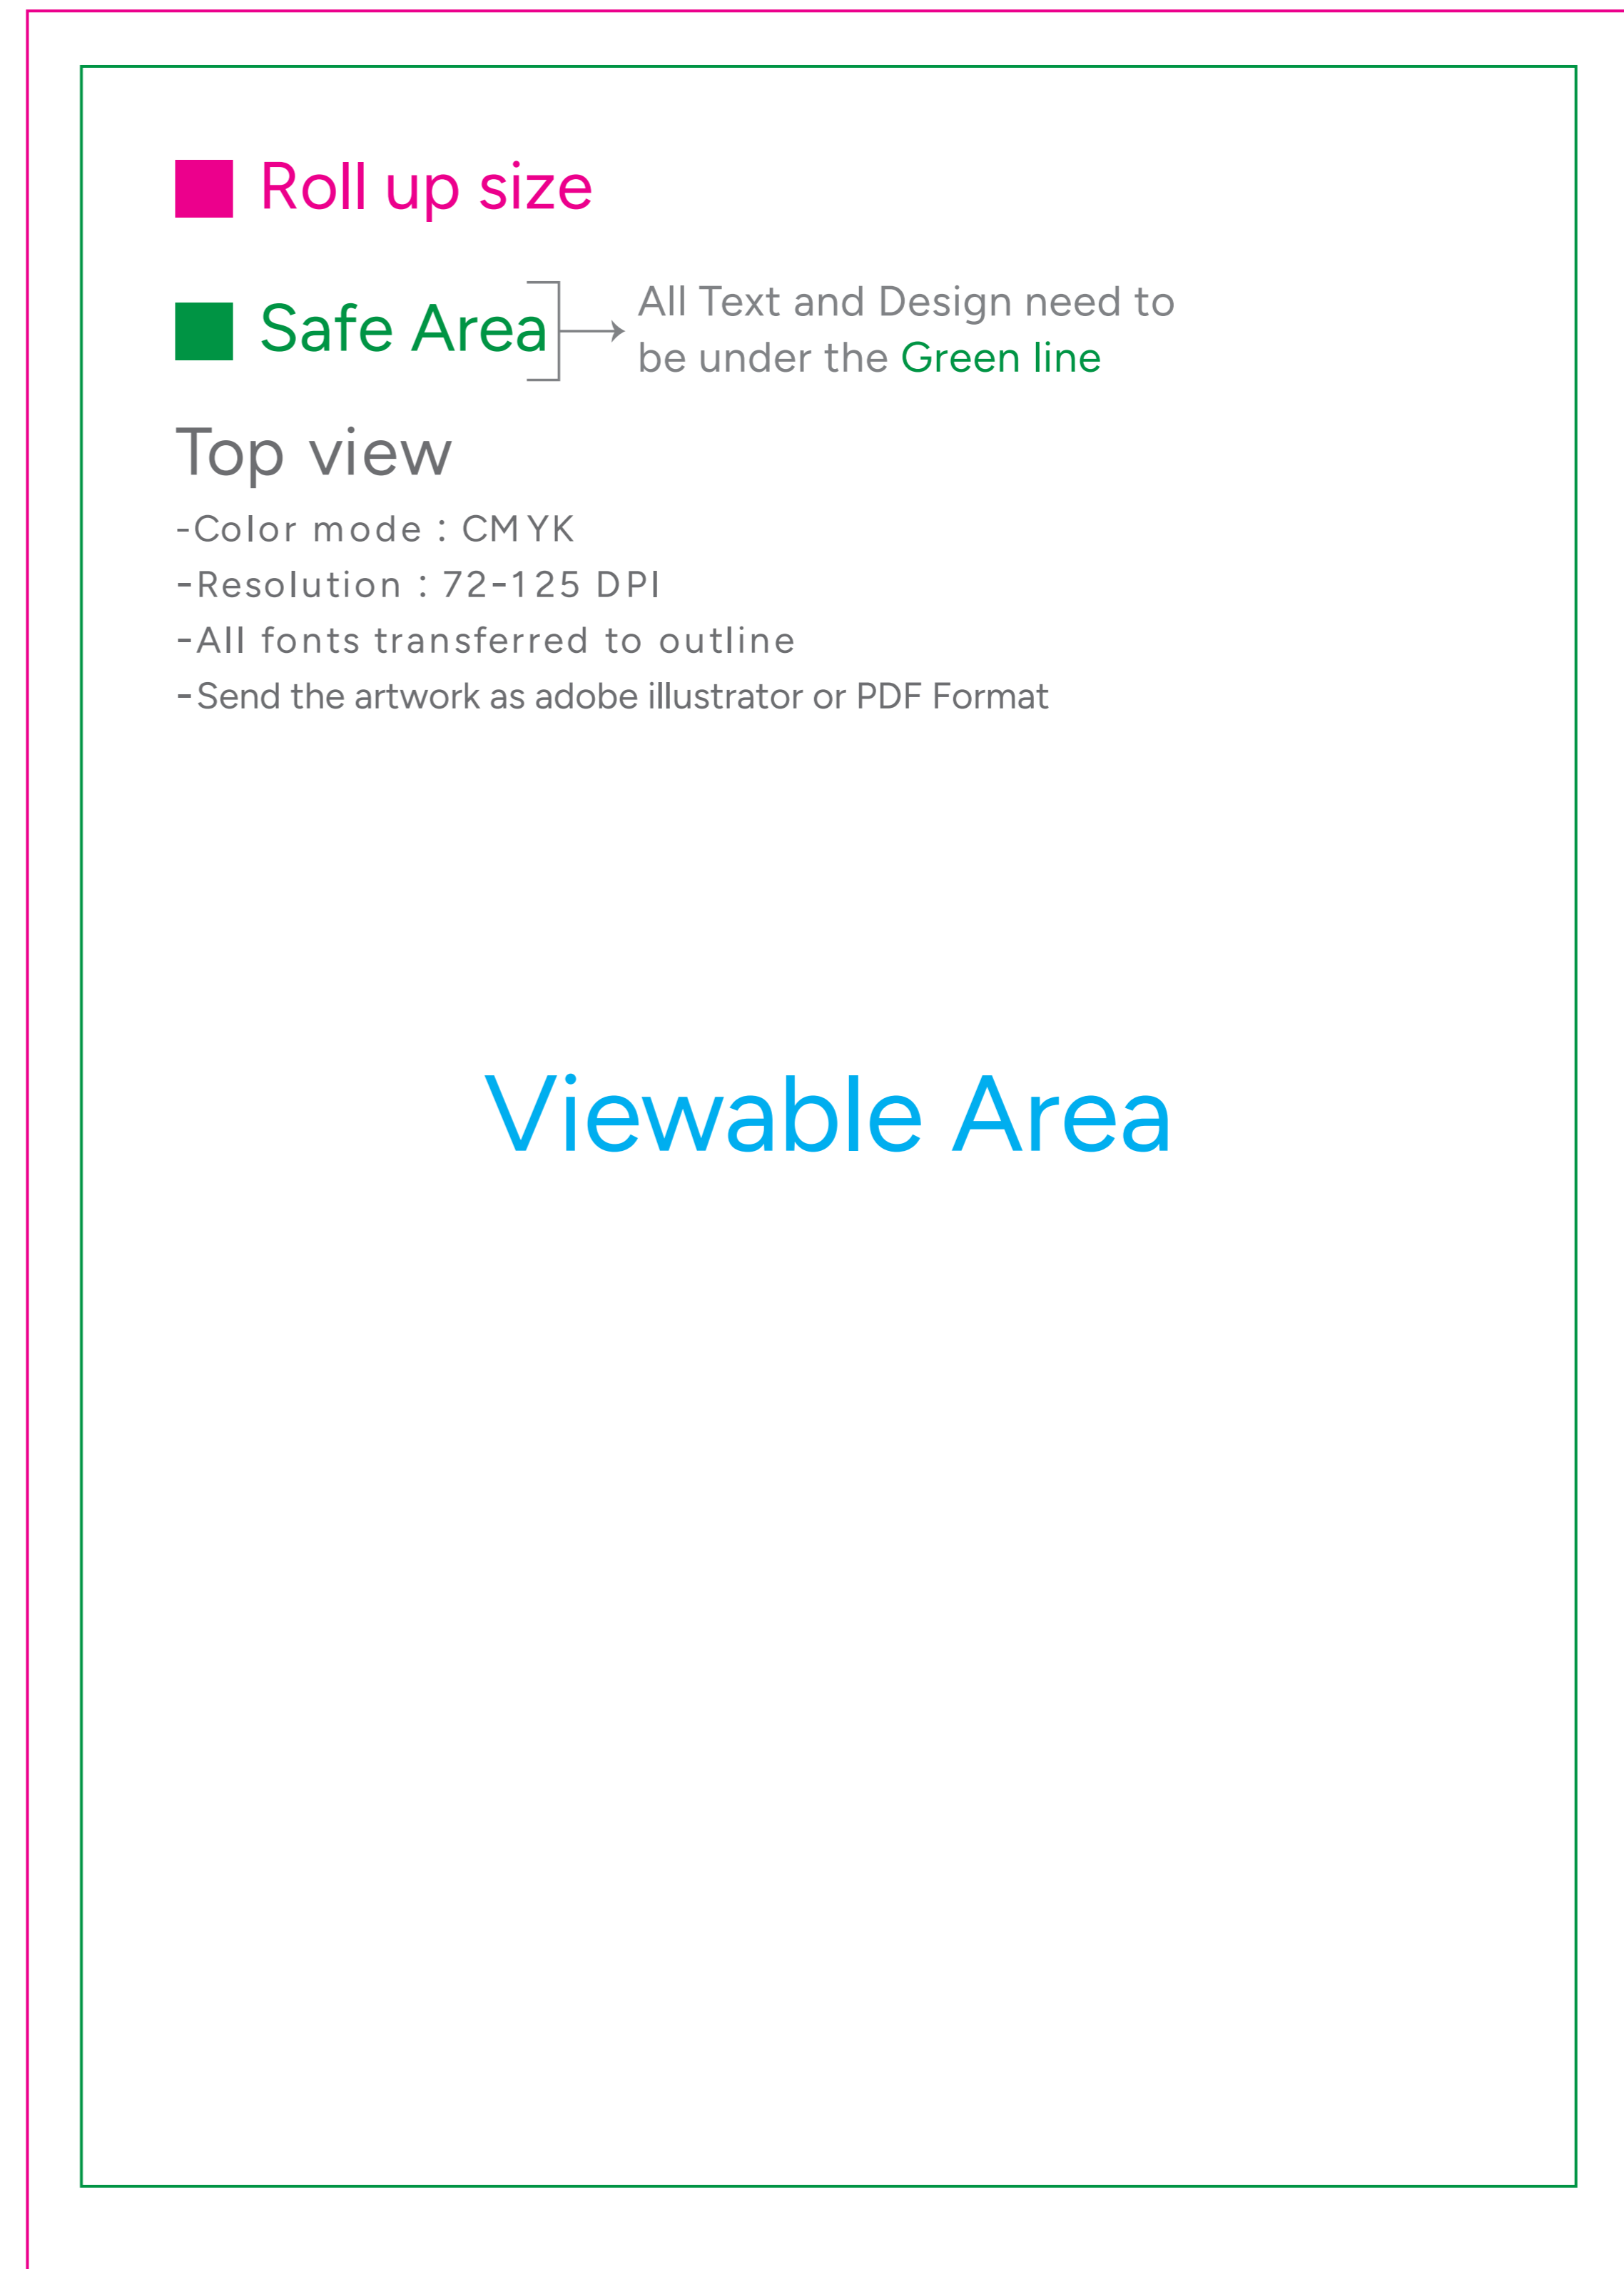 Roll up size
Safe Area
All Text and Design need to
be under the Green line
Top view
-Color mode : CMYK
-Resolution : 72-125 DPI
-All fonts transferred to outline
-Send the artwork as adobe illustrator or PDF Format
Viewable Area